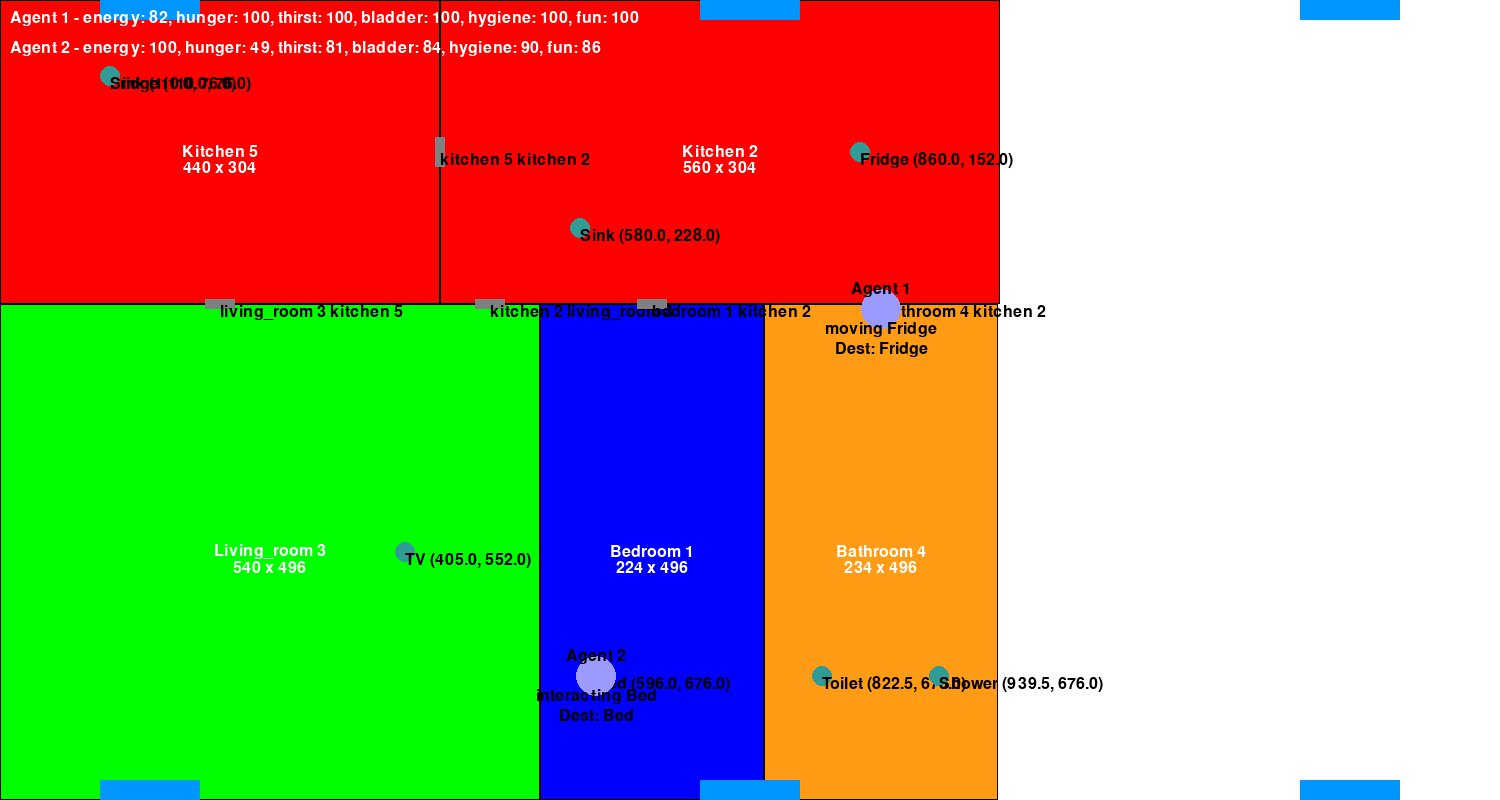 Agent 1 - energy: 82, hunger: 100, thirst: 100, bladder: 100, hygiene: 100, fun: 100
Agent 2 - energy: 100, hunger: 49, thirst: 81, bladder: 84, hygiene: 90, fun: 86
Kitchen 5
440 x 304
kitchen 5 kitchen 2
Kitchen 2
560 x 304
Fridge (860.0, 152.0)
Sink (580.0, 228.0)
Agent 1
living_room 3 kitchen 5
kitchen 2 living_room 3
bedroom 1 kitchen 2
throom 4 kitchen 2
moving Fridge
Dest: Fridge
Living_room 3
540 x 496
TV (405.0, 552.0)
Bedroom 1
224 x 496
Bathroom 4
234 x 496
Agent 2
(596.0, 676.0)
interacting Bed
Dest: Bed
Toilet (822.5, 676.0)
Shower (939.5, 676.0)